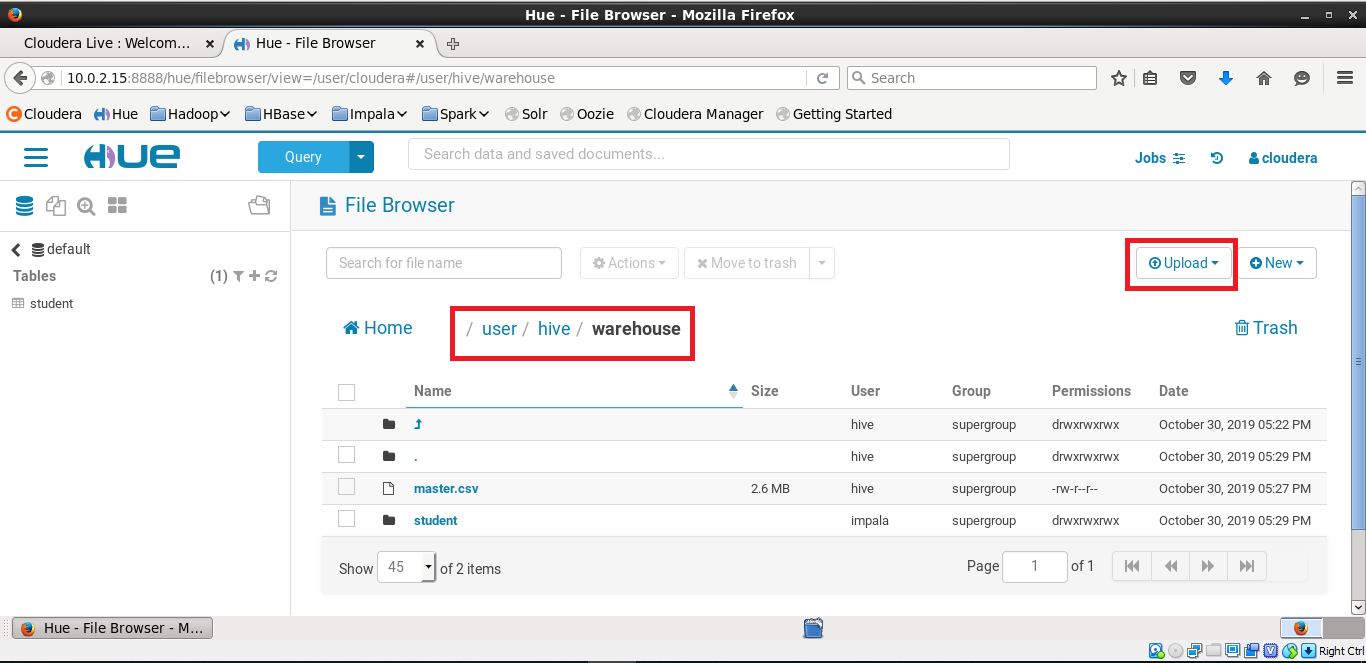 Hue - File Browser - Mozilla Firefox
Cloudera Live : Welcom... Hue - File Browser
10.0.2.15:8888/hue/filebrowser/view=/user/cloudera#/user/hive/warehouse Search
Cloudera Hue Hadoop HBase Impala Spark Solr Oozie Cloudera Manager Getting Started
HUE Query Search data and saved documents... Jobs cloudera
File Browser
default
Tables (1)
student
Search for file name Actions Move to trash Upload New
Home / user / hive / warehouse Trash
Name Size User Group Permissions Date
hive supergroup drwxrwxrwx October 30, 2019 05:22 PM
. hive supergroup drwxrwxrwx October 30, 2019 05:29 PM
master.csv 2.6 MB hive supergroup -rw-r--r-- October 30, 2019 05:27 PM
student impala supergroup drwxrwxrwx October 30, 2019 05:29 PM
Show 45 of 2 items Page 1 of 1
Hue - File Browser - M...
Right Ctrl